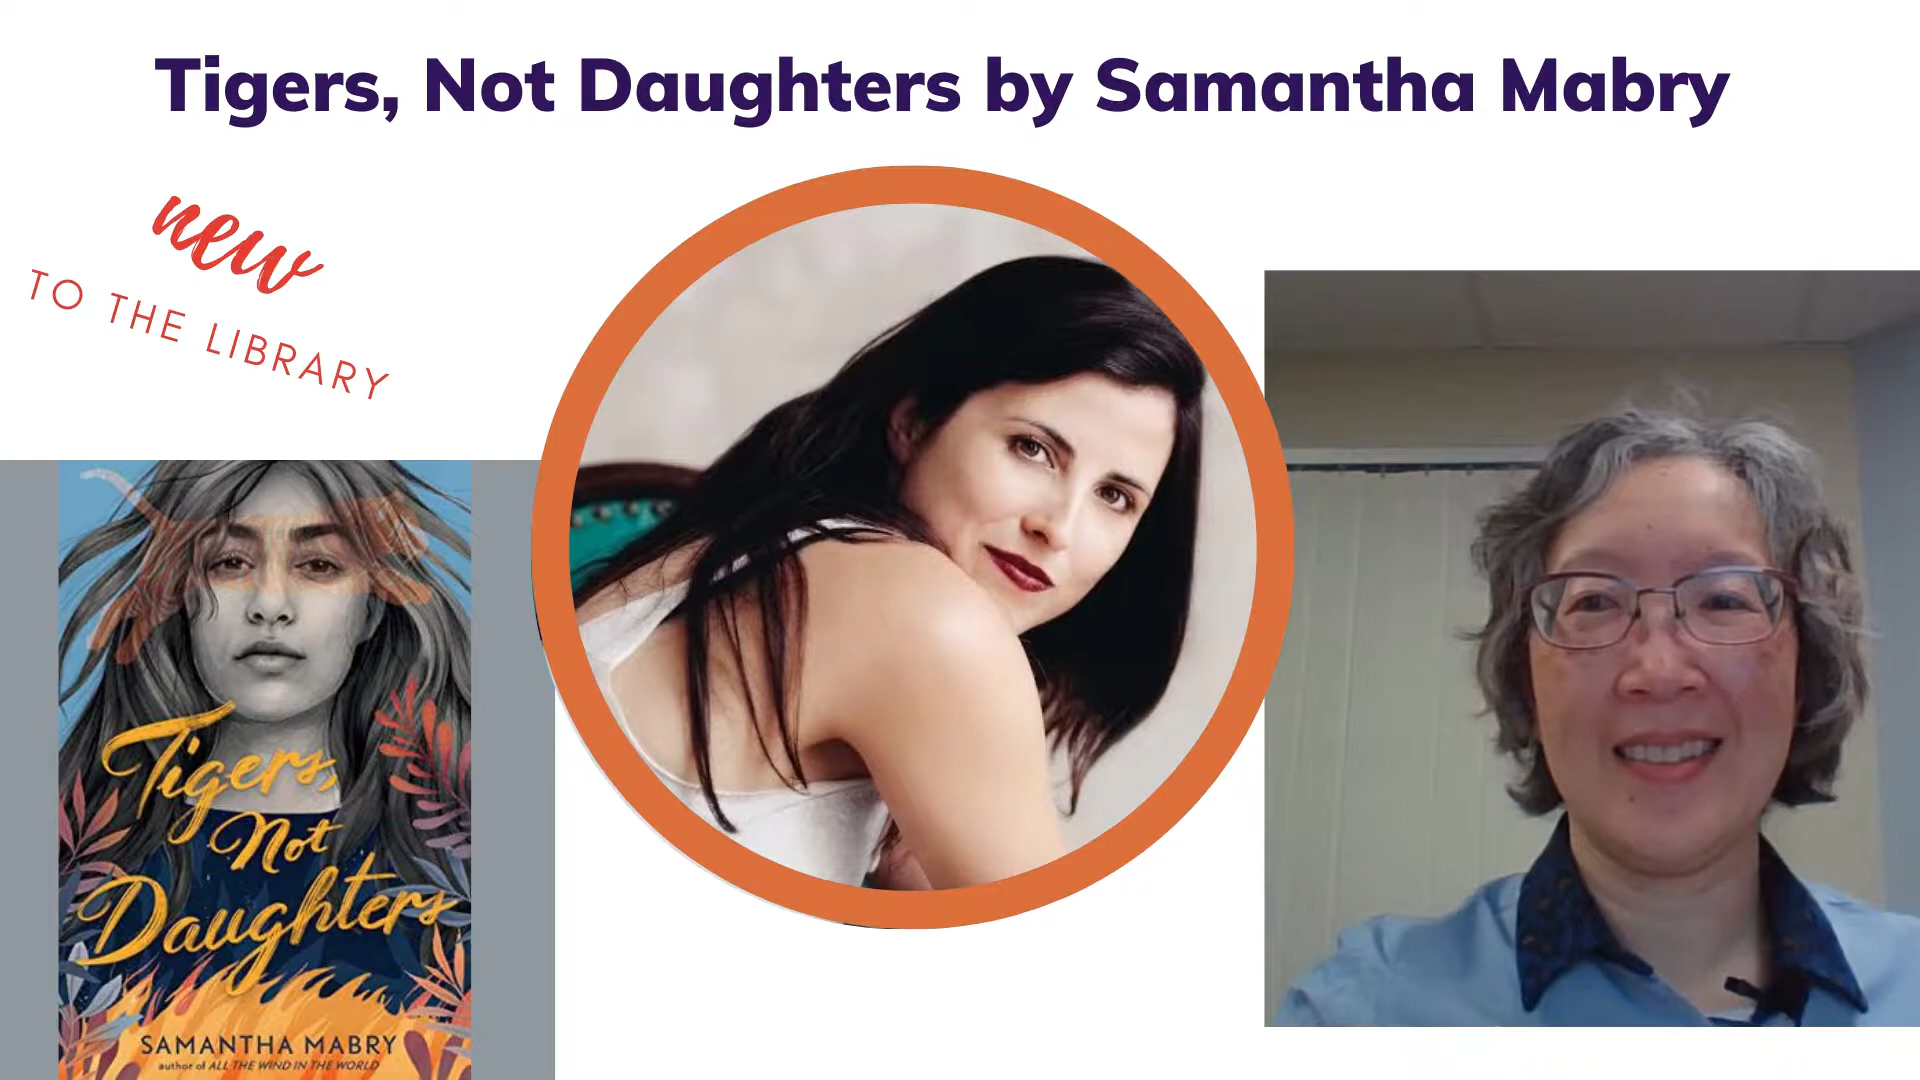 Tigers, Not Daughters by Samantha Mabry
new
TO THE LIBRARY
Tigers,
Not
Daughters
SAMANTHA MABRY
author of ALL THE WIND IN THE WORLD